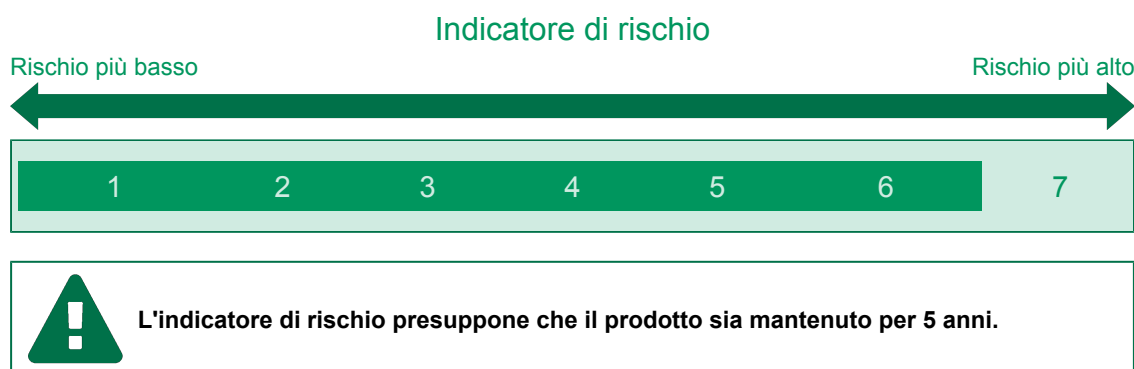 Indicatore di rischio
Rischio più basso Rischio più alto
1 2 3 4 5 6 7
L'indicatore di rischio presuppone che il prodotto sia mantenuto per 5 anni.